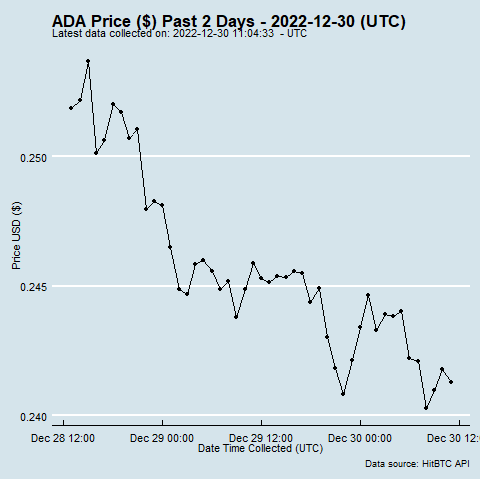 ADA Price ($) Past 2 Days - 2022-12-30 (UTC)
Latest data collected on: 2022-12-30 11:04:33  - UTC
0.250
0.245
0.240
Price USD ($)
Dec 28 12:00
Dec 29 00:00
Dec 29 12:00
Dec 30 00:00
Dec 30 12:
Date Time Collected (UTC)
Data source: HitBTC API